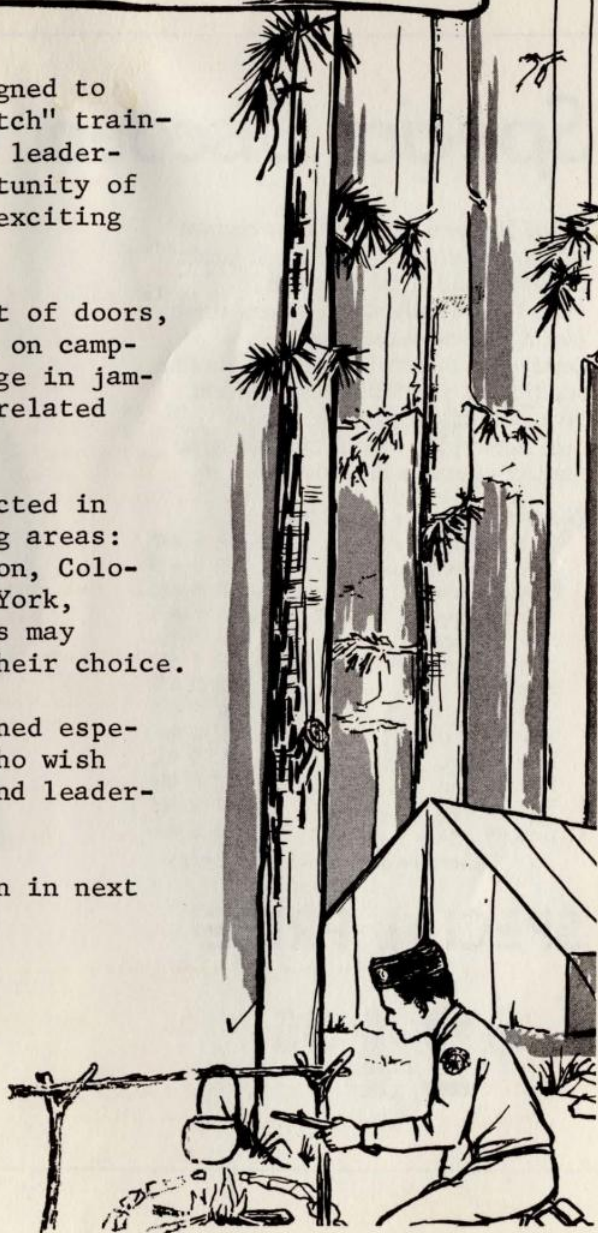 gned to
tch" train-
leader-
tunity of
exciting
t of doors,
on camp-
ge in jam-
related
cted in
g areas:
on, Colo-
York,
s may
heir choice.
ned espe-
ho wish
nd leader-
n in next